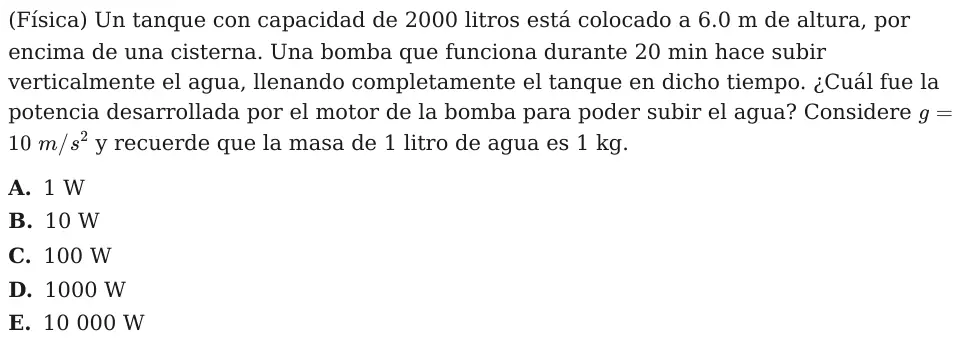 (Física) Un tanque con capacidad de 2000 litros está colocado a 6.0 m de altura, por
encima de una cisterna. Una bomba que funciona durante 20 min hace subir
verticalmente el agua, llenando completamente el tanque en dicho tiempo. ¿Cuál fue la
potencia desarrollada por el motor de la bomba para poder subir el agua? Considere g =
10 m/s² y recuerde que la masa de 1 litro de agua es 1 kg.
A. 1 W
B. 10 W
C. 100 W
D. 1000 W
E. 10 000 W